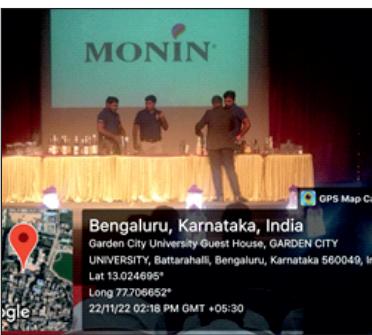 MONIN
GPS Map Ca
Bengaluru, Karnataka, India
Garden City University Guest House, GARDEN CITY
UNIVERSITY, Battarahalli, Bengaluru, Karnataka 560049, In
Lat 13.024695°
Long 77.706652°
22/11/22 02:18 PM GMT +05:30
ogle